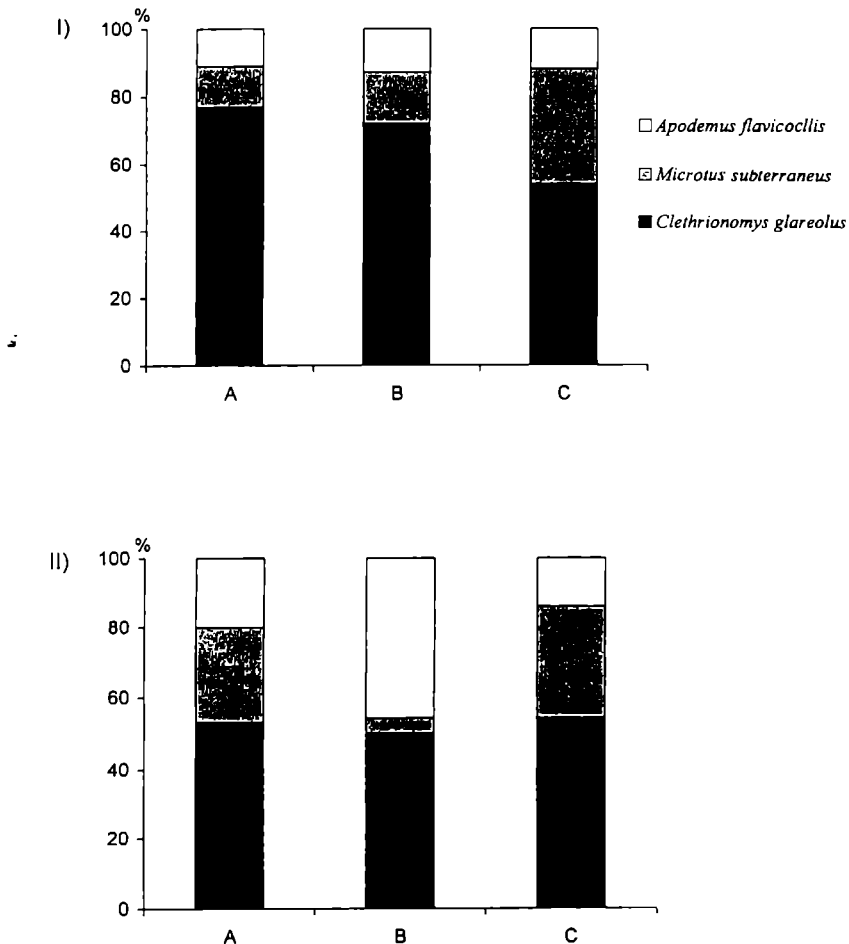 I)
%
100
80
60
40
20
0
A B C
Apodemus flavicocllis
Microtus subterraneus
Clethrionomys glareolus
II)
%
100
80
60
40
20
0
A B C